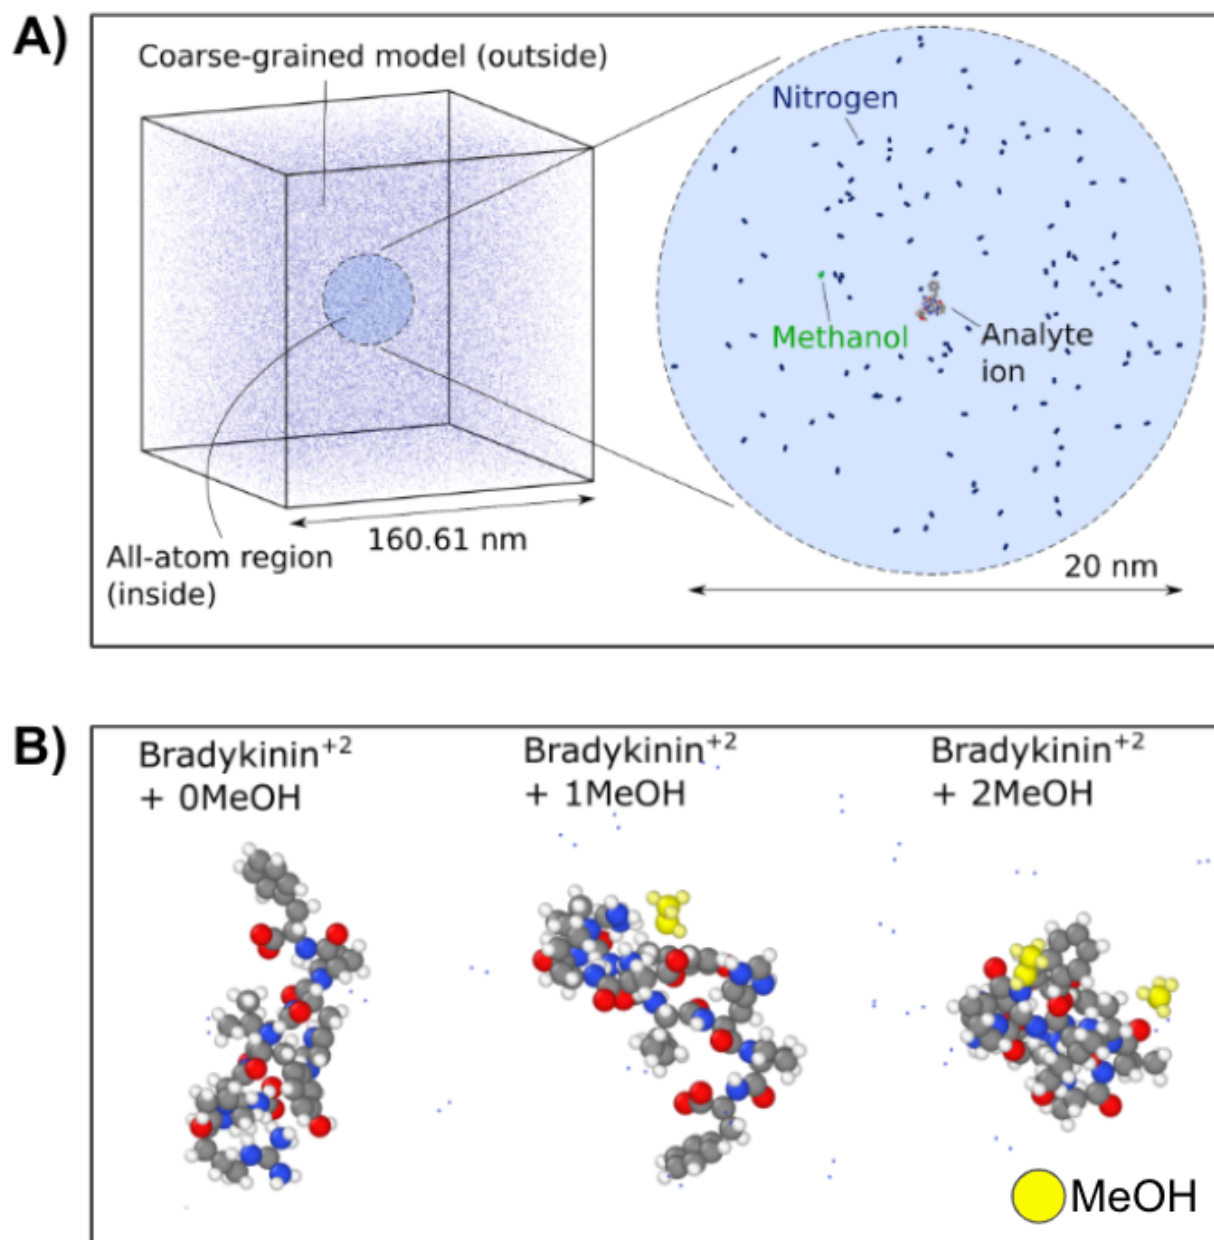 A)
Coarse-grained model (outside)
Nitrogen
Methanol
Analyte
ion
160.61 nm
All-atom region
(inside)
20 nm
B)
Bradykinin+2
+ 0MeOH
Bradykinin+2
+ 1MeOH
Bradykinin+2
+ 2MeOH
MeOH